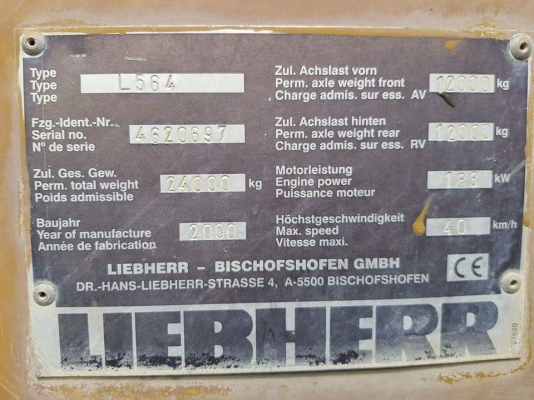 Type
Type L564
Type
Fzg.-Ident.-Nr.
Serial no. 4620697
N° de serie
Zul. Ges. Gew.
Perm. total weight 24000 kg
Poids admissible
Baujahr
Year of manufacture 2000
Année de fabrication
Zul. Achslast vorn
Perm. axle weight front 12000 kg
Charge admis. sur ess. AV
Zul. Achslast hinten
Perm. axle weight rear 12000 kg
Charge admis. sur ess. RV
Motorleistung
Engine power 183 kW
Puissance moteur
Höchstgeschwindigkeit
Max. speed 40 km/h
Vitesse maxi.
LIEBHERR – BISCHOFSHOFEN GMBH
DR.-HANS-LIEBHERR-STRASSE 4, A-5500 BISCHOFSHOFEN
CE
LIEBHERR